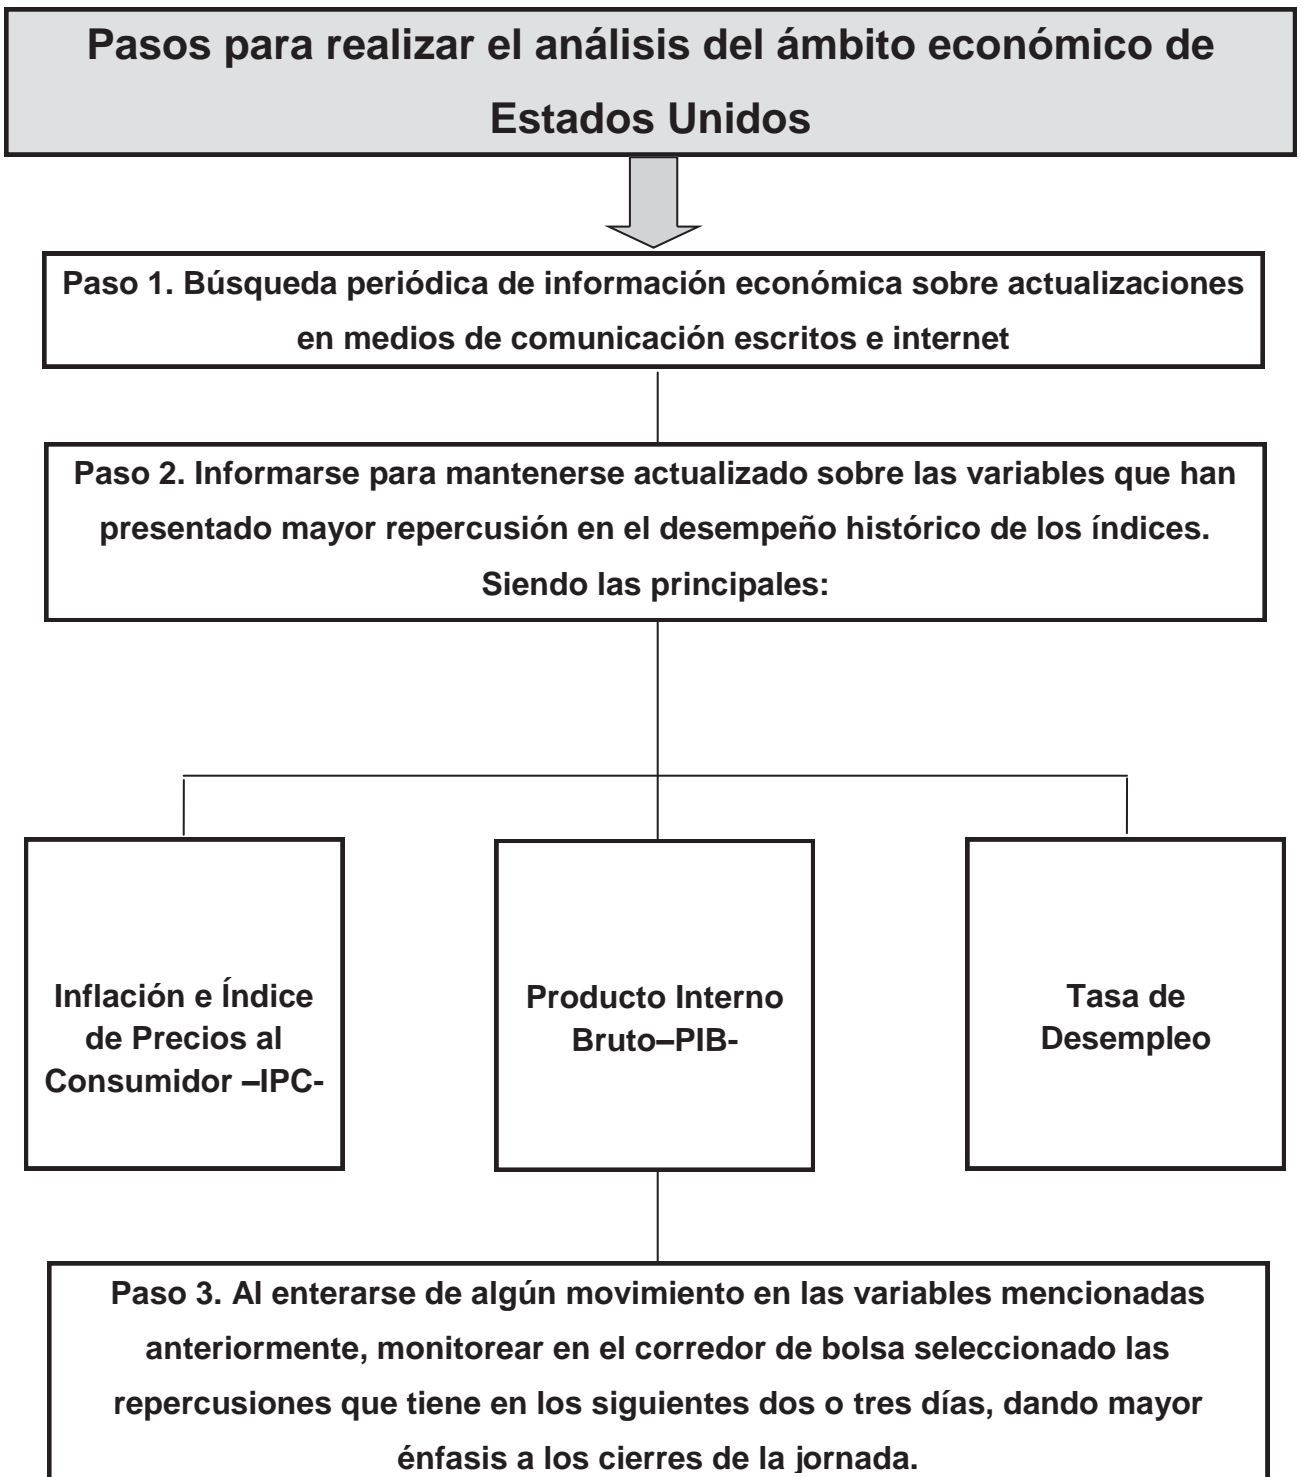 Pasos para realizar el análisis del ámbito económico de
Estados Unidos
Paso 1. Búsqueda periódica de información económica sobre actualizaciones
en medios de comunicación escritos e internet
Paso 2. Informarse para mantenerse actualizado sobre las variables que han
presentado mayor repercusión en el desempeño histórico de los índices.
Siendo las principales:
Inflación e Índice
de Precios al
Consumidor –IPC-
Producto Interno
Bruto–PIB-
Tasa de
Desempleo
Paso 3. Al enterarse de algún movimiento en las variables mencionadas
anteriormente, monitorear en el corredor de bolsa seleccionado las
repercusiones que tiene en los siguientes dos o tres días, dando mayor
énfasis a los cierres de la jornada.